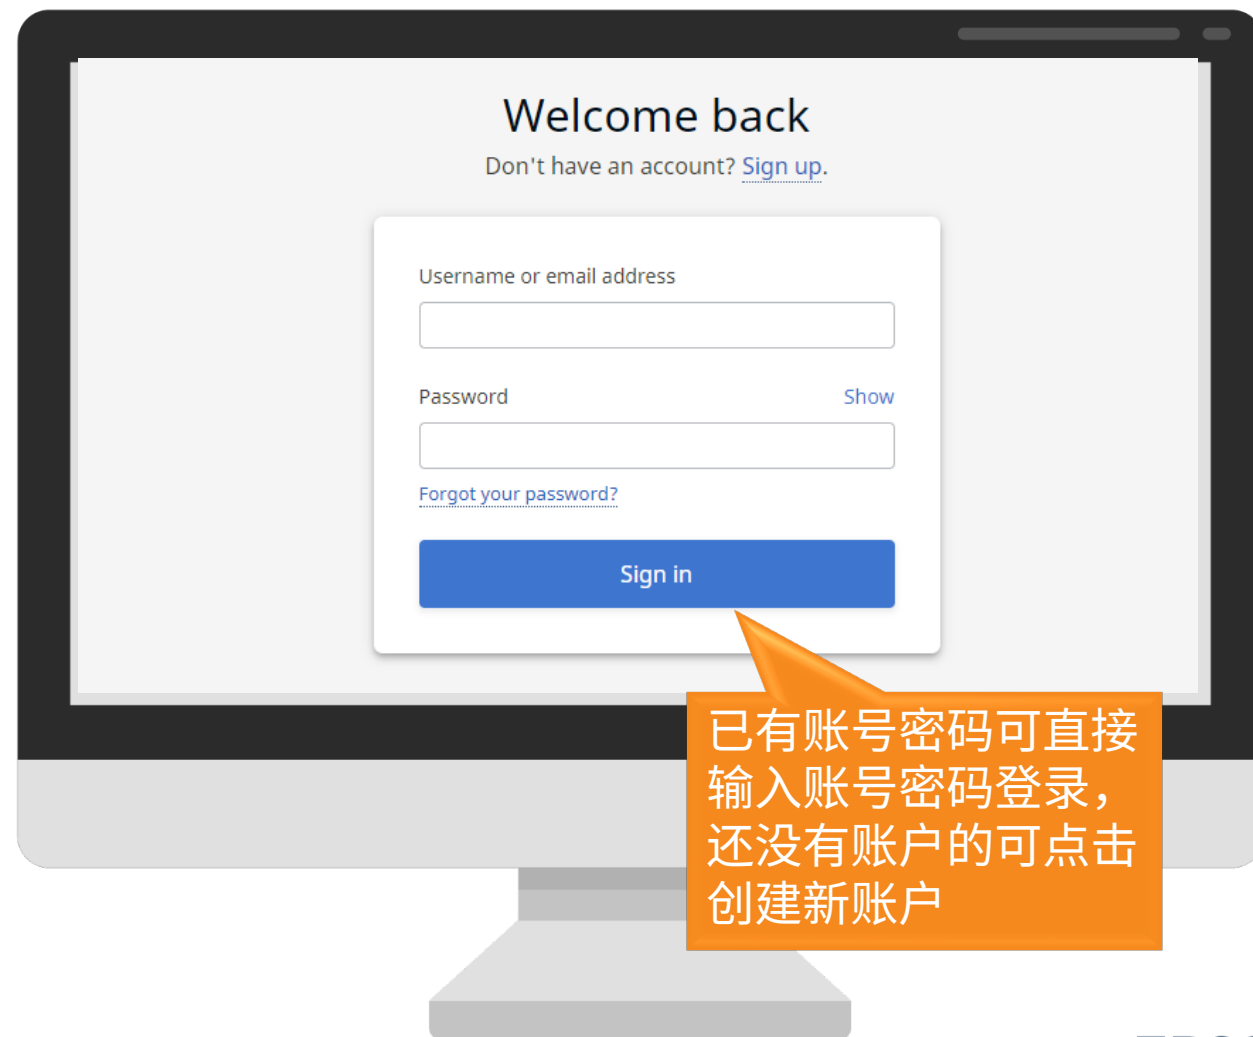 Welcome back
Don't have an account? Sign up.
Username or email address
Password Show
Forgot your password?
Sign in
已有账号密码可直接
输入账号密码登录，
还没有账户的可点击
创建新账户